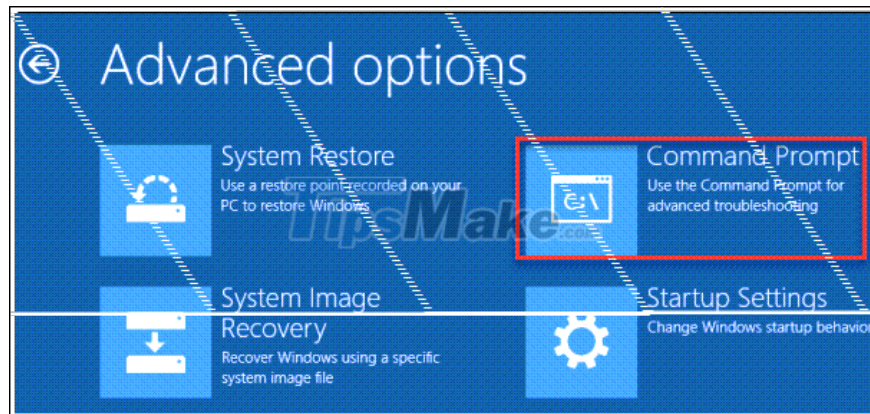 Advanced options
System Restore
Use a restore point recorded on your
PC to restore Windows
Command Prompt
Use the Command Prompt for
advanced troubleshooting
C:\
TipsMake.com
System Image
Recovery
Recover Windows using a specific
system image file
Startup Settings
Change Windows startup behavior